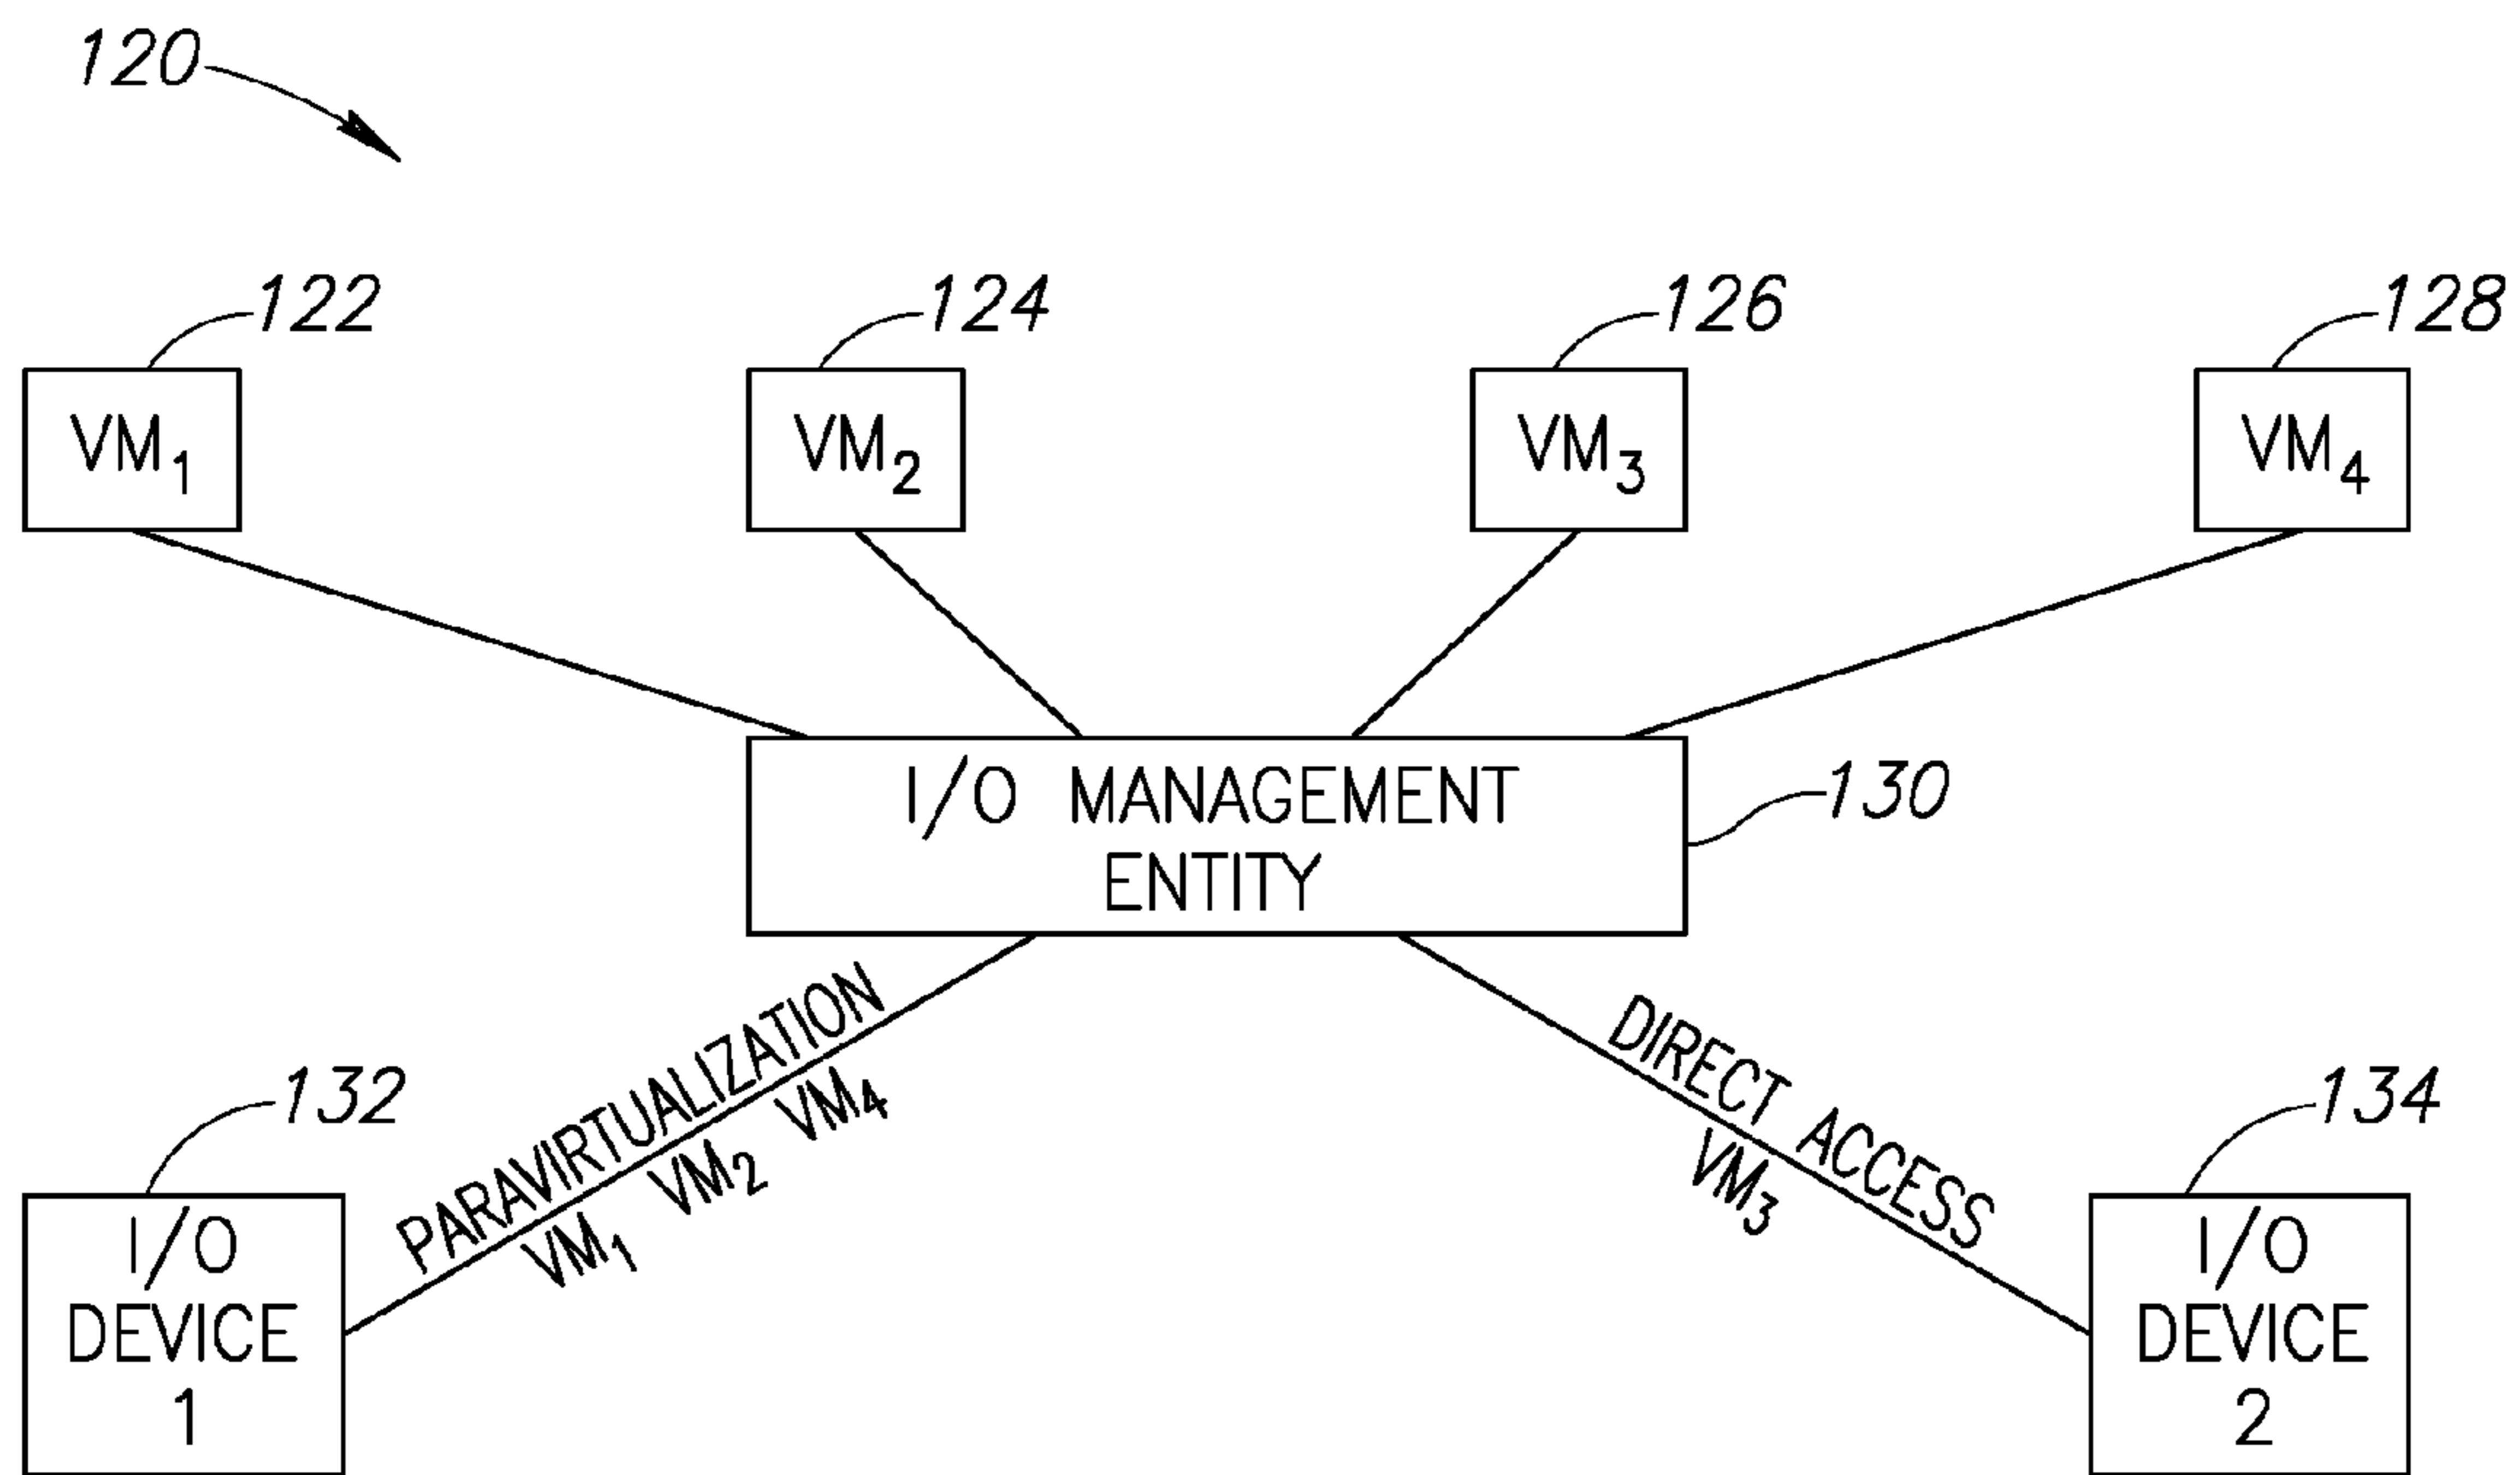 120
122
124
126
128
VM1
VM2
VM3
VM4
I/O MANAGEMENT
ENTITY
130
PARAVIRTUALIZATION
VM1 VM2 VM4
DIRECT ACCESS
VM3
132
134
I/O
DEVICE
1
I/O
DEVICE
2